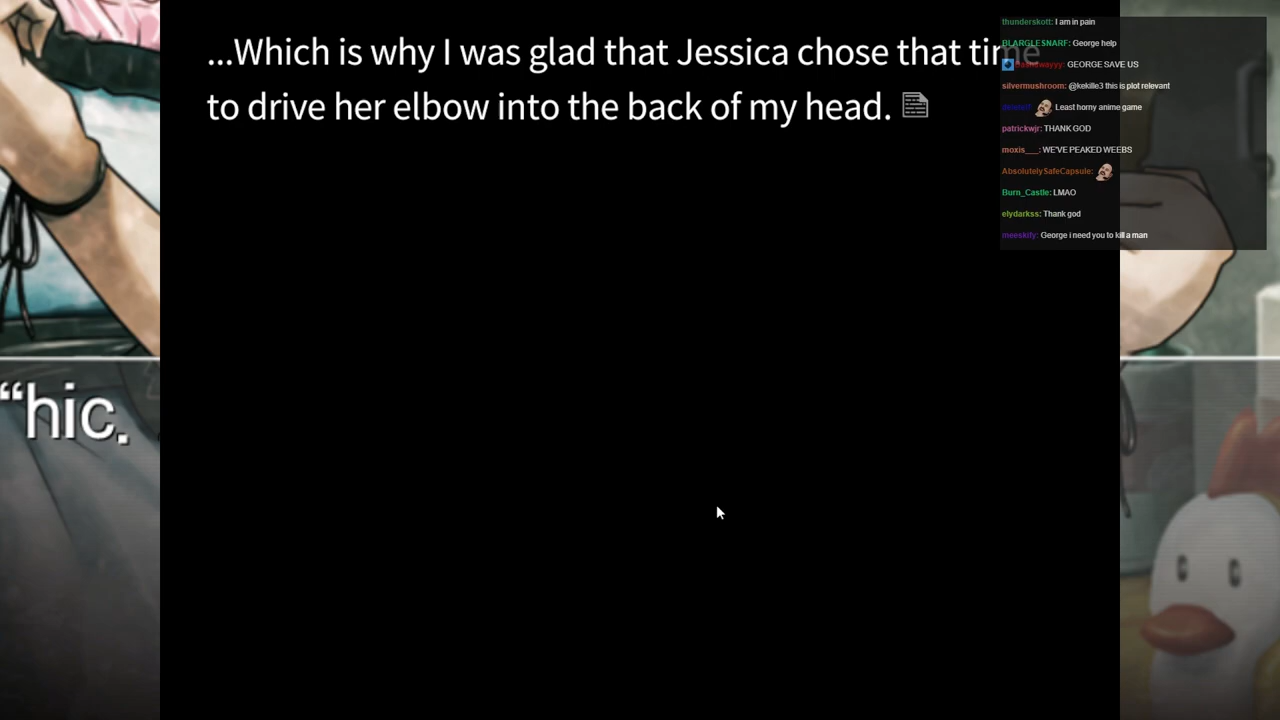 ...Which is why I was glad that Jessica chose that time
to drive her elbow into the back of my head.
thunderskott: I am in pain
BLARGLESNARF: George help
GEORGE SAVE US
silvermushroom: @kekille3 this is plot relevant
Least horny anime game
patrickwjr: THANK GOD
moxis___: WE'VE PEAKED WEEBS
AbsolutelySafeCapsule:
Burn_Castle: LMAO
elydarkss: Thank god
meeskify: George i need you to kill a man
“hic.